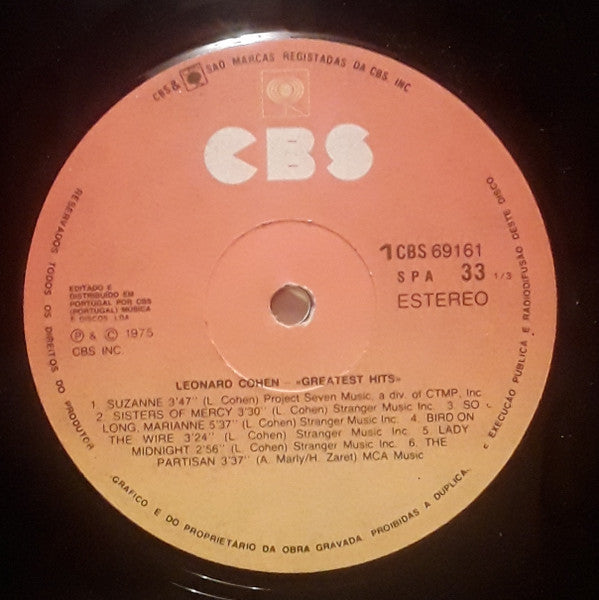 CBS & SÃO MARCAS REGISTADAS DA CBS. INC
CBS
1 CBS 69161
SPA 33 1/3
ESTEREO
EDITADO E
DISTRIBUIDO EM
PORTUGAL POR CBS
(PORTUGAL) MUSICA
E DISCOS. LDA
℗ & © 1975
CBS INC.
LEONARD COHEN »GREATEST HITS»
1 SUZANNE 3'47" (L. Cohen) Project Seven Music, a div. of CTMP, Inc
2. SISTERS OF MERCY 3'30" (L. Cohen) Stranger Music Inc. 3. SO
LONG, MARIANNE 5'37" (L. Cohen) Stranger Music Inc. 4. BIRD ON
THE WIRE 3'24" (L. Cohen) Stranger Music Inc. 5 LADY
MIDNIGHT 2'56" (L. Cohen) Stranger Music Inc. 6. THE
PARTISAN 3'37" (A. Marly/H. Zaret) MCA Music
RESERVADOS TODOS OS DIREITOS DO PRODUTOR
GRÁFICO E DO PROPRIETÁRIO DA OBRA GRAVADA. PROIBIDAS A DUPLICA-
E EXECUÇÃO PUBLICA E RADIODIFUSÃO DESTE DISCO